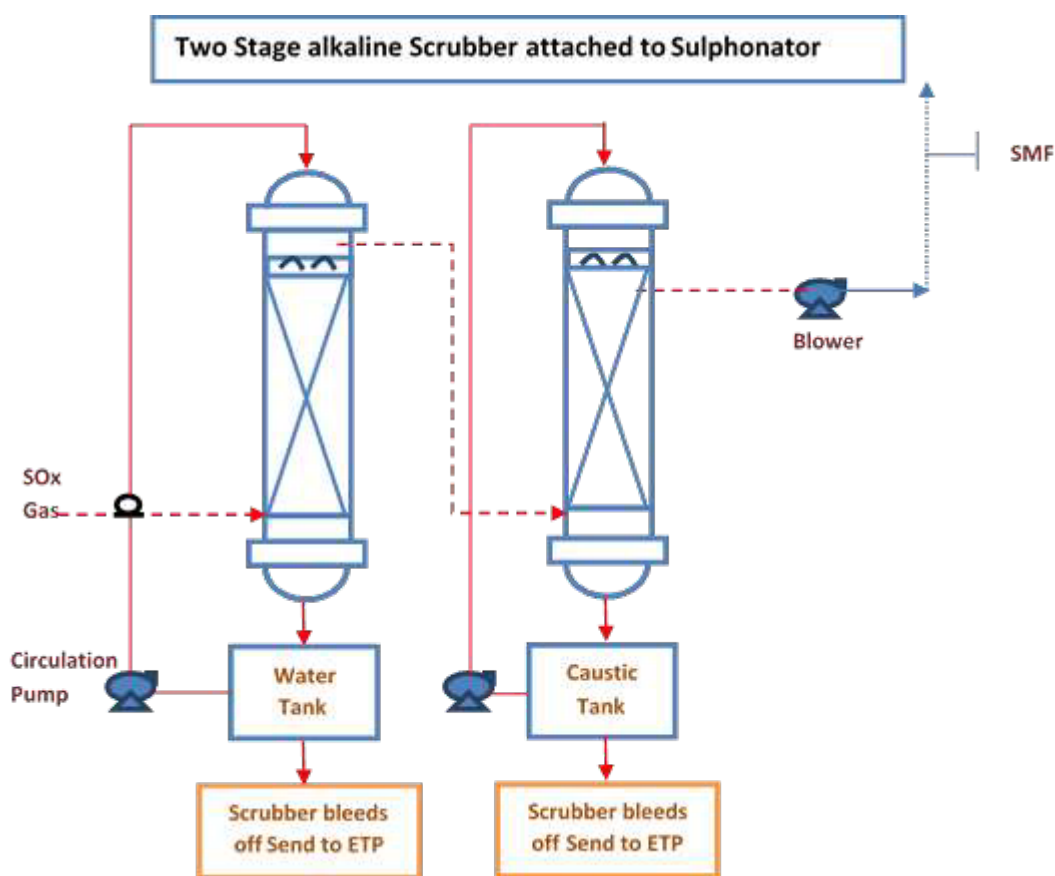 Two Stage alkaline Scrubber attached to Sulphonator
SMF
Blower
SOx
Gas
Circulation
Pump
Water
Tank
Caustic
Tank
Scrubber bleeds
off Send to ETP
Scrubber bleeds
off Send to ETP